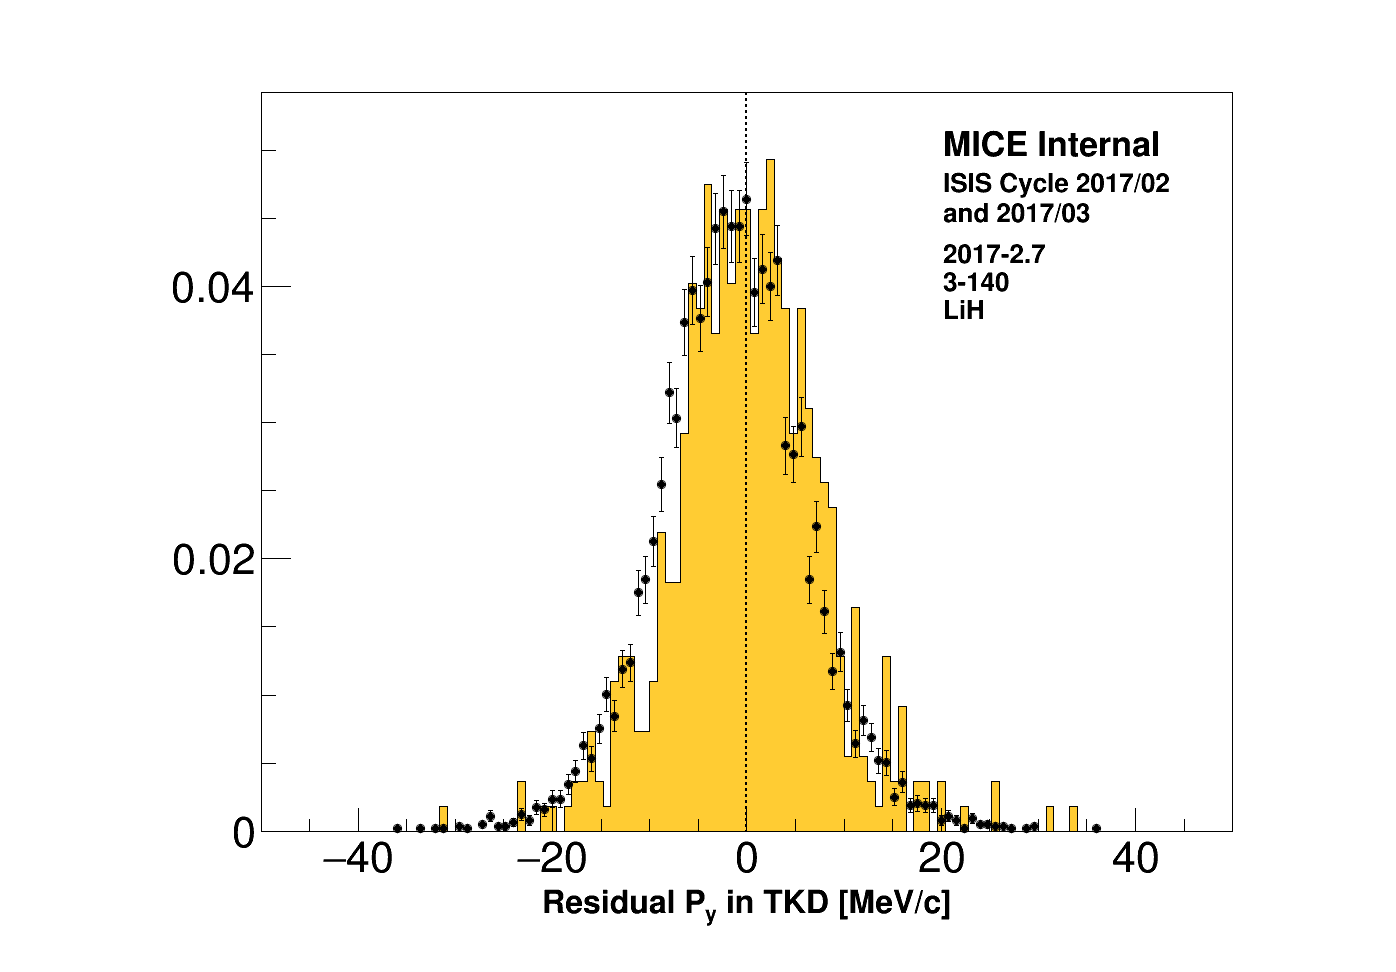 MICE Internal
ISIS Cycle 2017/02
and 2017/03
2017-2.7
3-140
LiH
0.04
0.02
0
−40 −20 0 20 40
Residual Py in TKD [MeV/c]